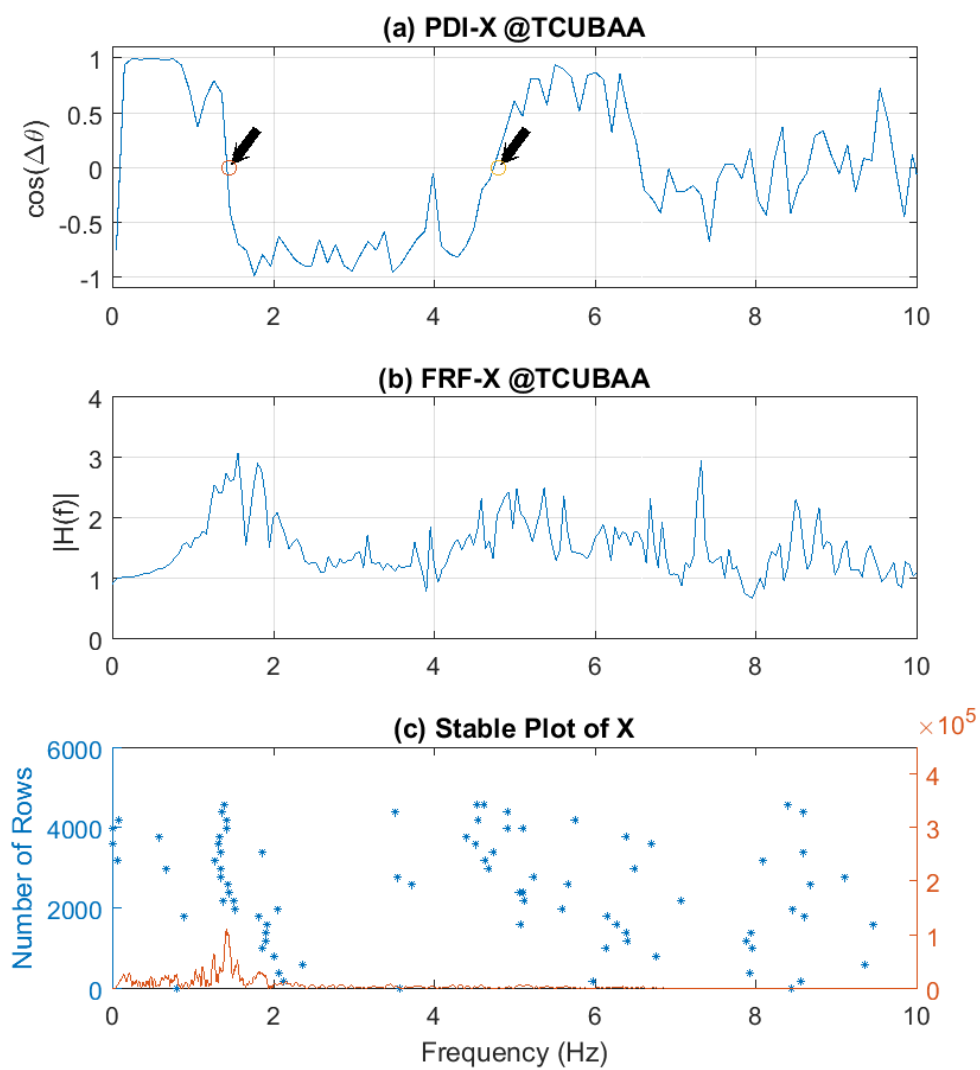 (a) PDI-X @TCUBAA
1
0.5
0
-0.5
-1
cos(Δθ)
0 2 4 6 8 10
(b) FRF-X @TCUBAA
4
3
2
1
0
|H(f)|
0 2 4 6 8 10
(c) Stable Plot of X
×10⁵
6000
4000
2000
0
Number of Rows
4
3
2
1
0
0 2 4 6 8 10
Frequency (Hz)